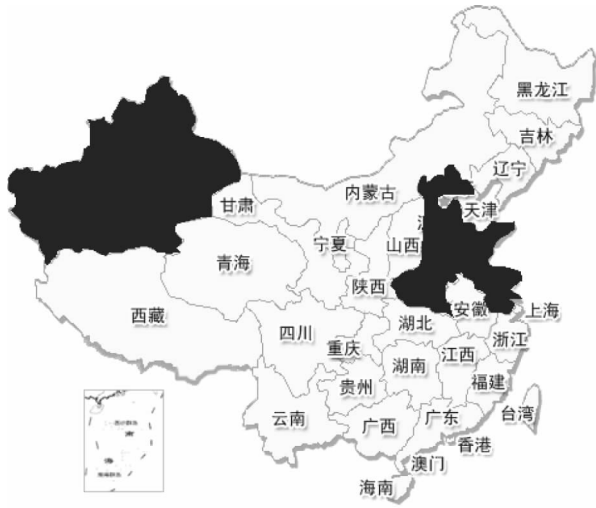 黑龙江
吉林
辽宁
内蒙古
甘肃
天津
宁夏
山西
青海
陕西
西藏
安徽
上海
湖北
四川
浙江
重庆
江西
湖南
贵州
福建
云南
台湾
广东
广西
香港
澳门
海南
南
海